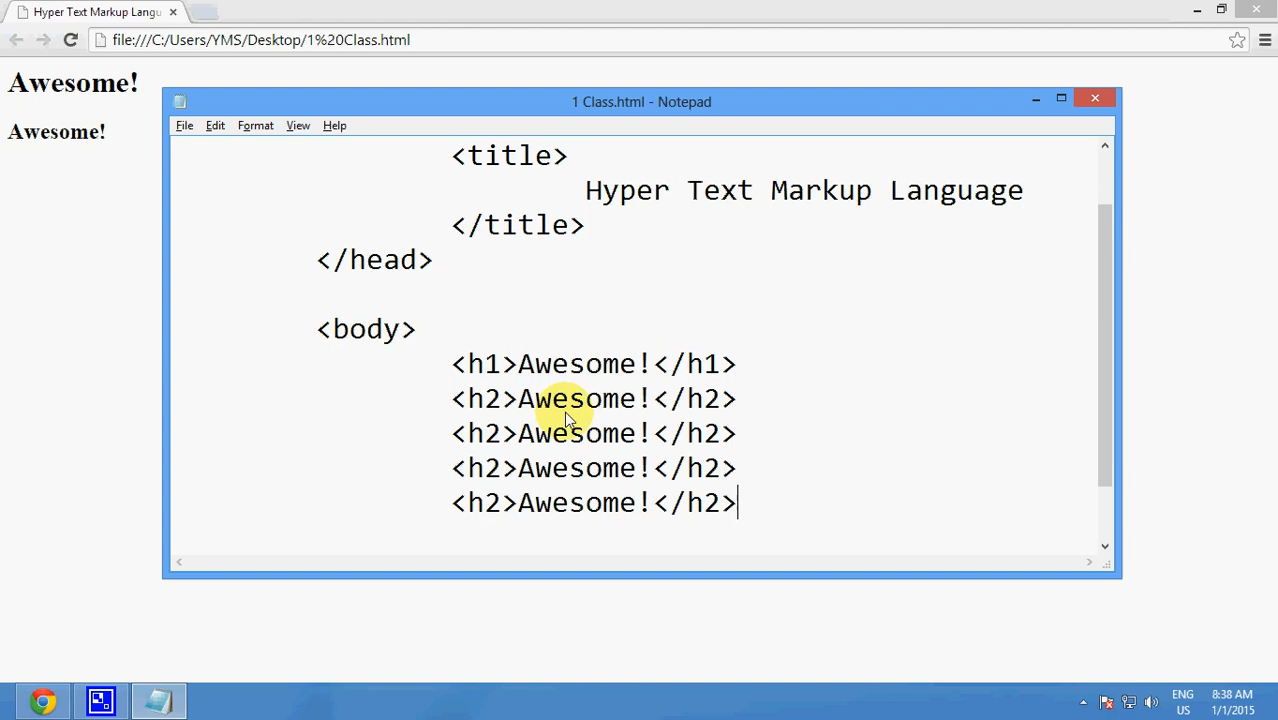 Hyper Text Markup Langu
file:///C:/Users/YMS/Desktop/1%20Class.html
Awesome!
Awesome!
1 Class.html - Notepad
File Edit Format View Help
<title>
Hyper Text Markup Language
</title>
</head>
<body>
<h1>Awesome!</h1>
<h2>Awesome!</h2>
<h2>Awesome!</h2>
<h2>Awesome!</h2>
<h2>Awesome!</h2>
ENG 8:38 AM
US 1/1/2015